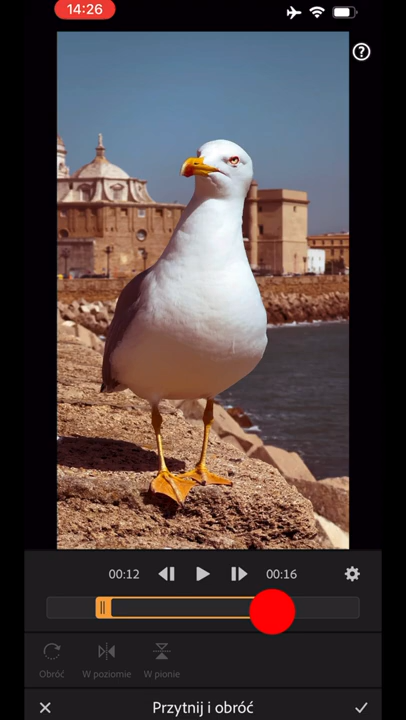 14:26
?
00:12 00:16
Obróć W poziomie W pionie
Przytnij i obróć